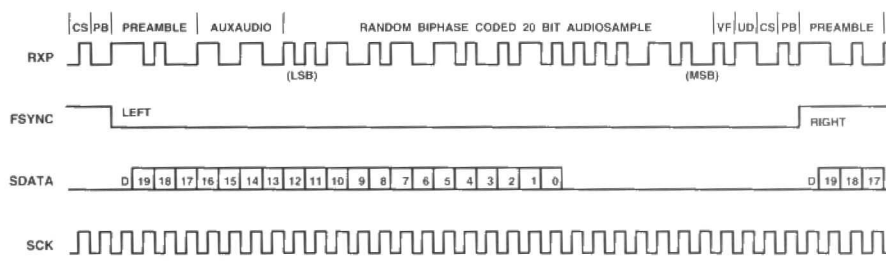 CS PB PREAMBLE AUXAUDIO RANDOM BIPHASE CODED 20 BIT AUDIOSAMPLE VF UD CS PB PREAMBLE
RXP
(LSB) (MSB)
FSYNC LEFT RIGHT
SDATA D 19 18 17 16 15 14 13 12 11 10 9 8 7 6 5 4 3 2 1 0 D 19 18 17
SCK